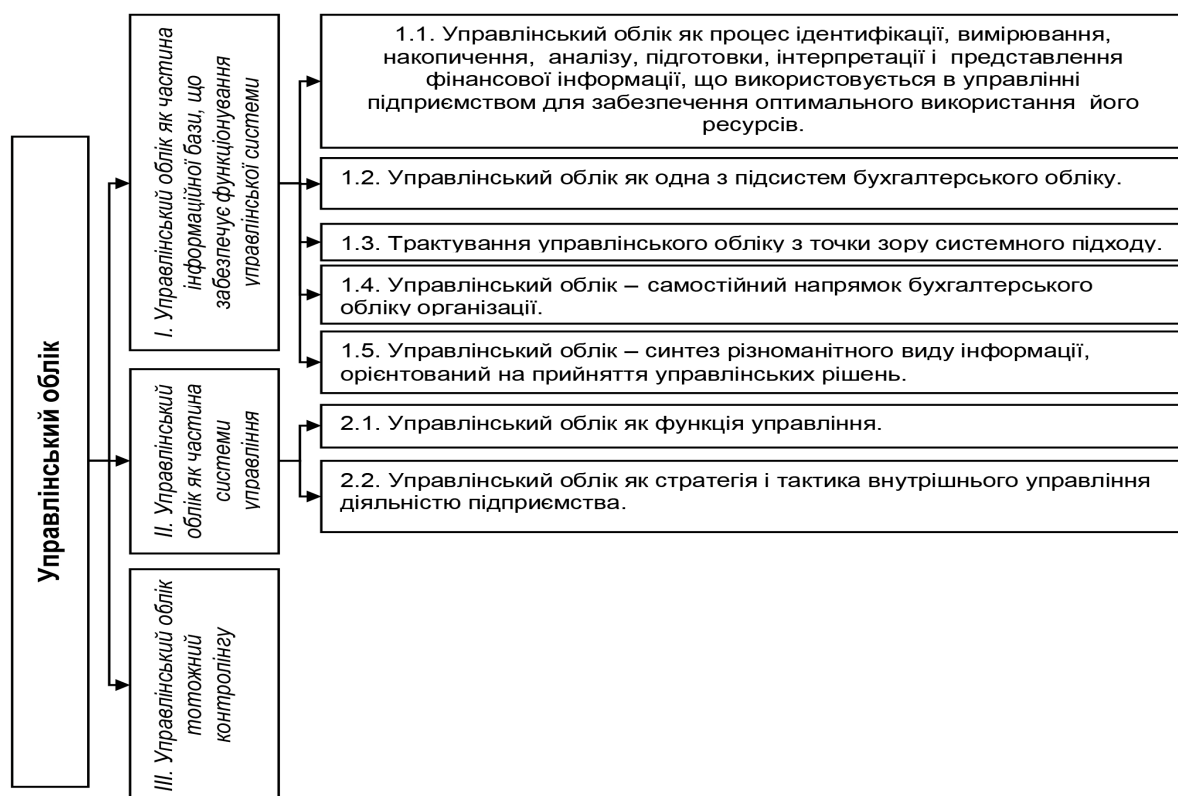 Управлінський облік
І. Управлінський облік як частина
інформаційної бази, що
забезпечує функціонування
управлінської системи
1.1. Управлінський облік як процес ідентифікації, вимірювання,
накопичення, аналізу, підготовки, інтерпретації і представлення
фінансової інформації, що використовується в управлінні
підприємством для забезпечення оптимального використання його
ресурсів.
1.2. Управлінський облік як одна з підсистем бухгалтерського обліку.
1.3. Трактування управлінського обліку з точки зору системного підходу.
1.4. Управлінський облік – самостійний напрямок бухгалтерського
обліку організації.
1.5. Управлінський облік – синтез різноманітного виду інформації,
орієнтований на прийняття управлінських рішень.
ІІ. Управлінський
облік як частина
системи
управління
2.1. Управлінський облік як функція управління.
2.2. Управлінський облік як стратегія і тактика внутрішнього управління
діяльністю підприємства.
ІІІ. Управлінський облік
тотожний
контролінгу